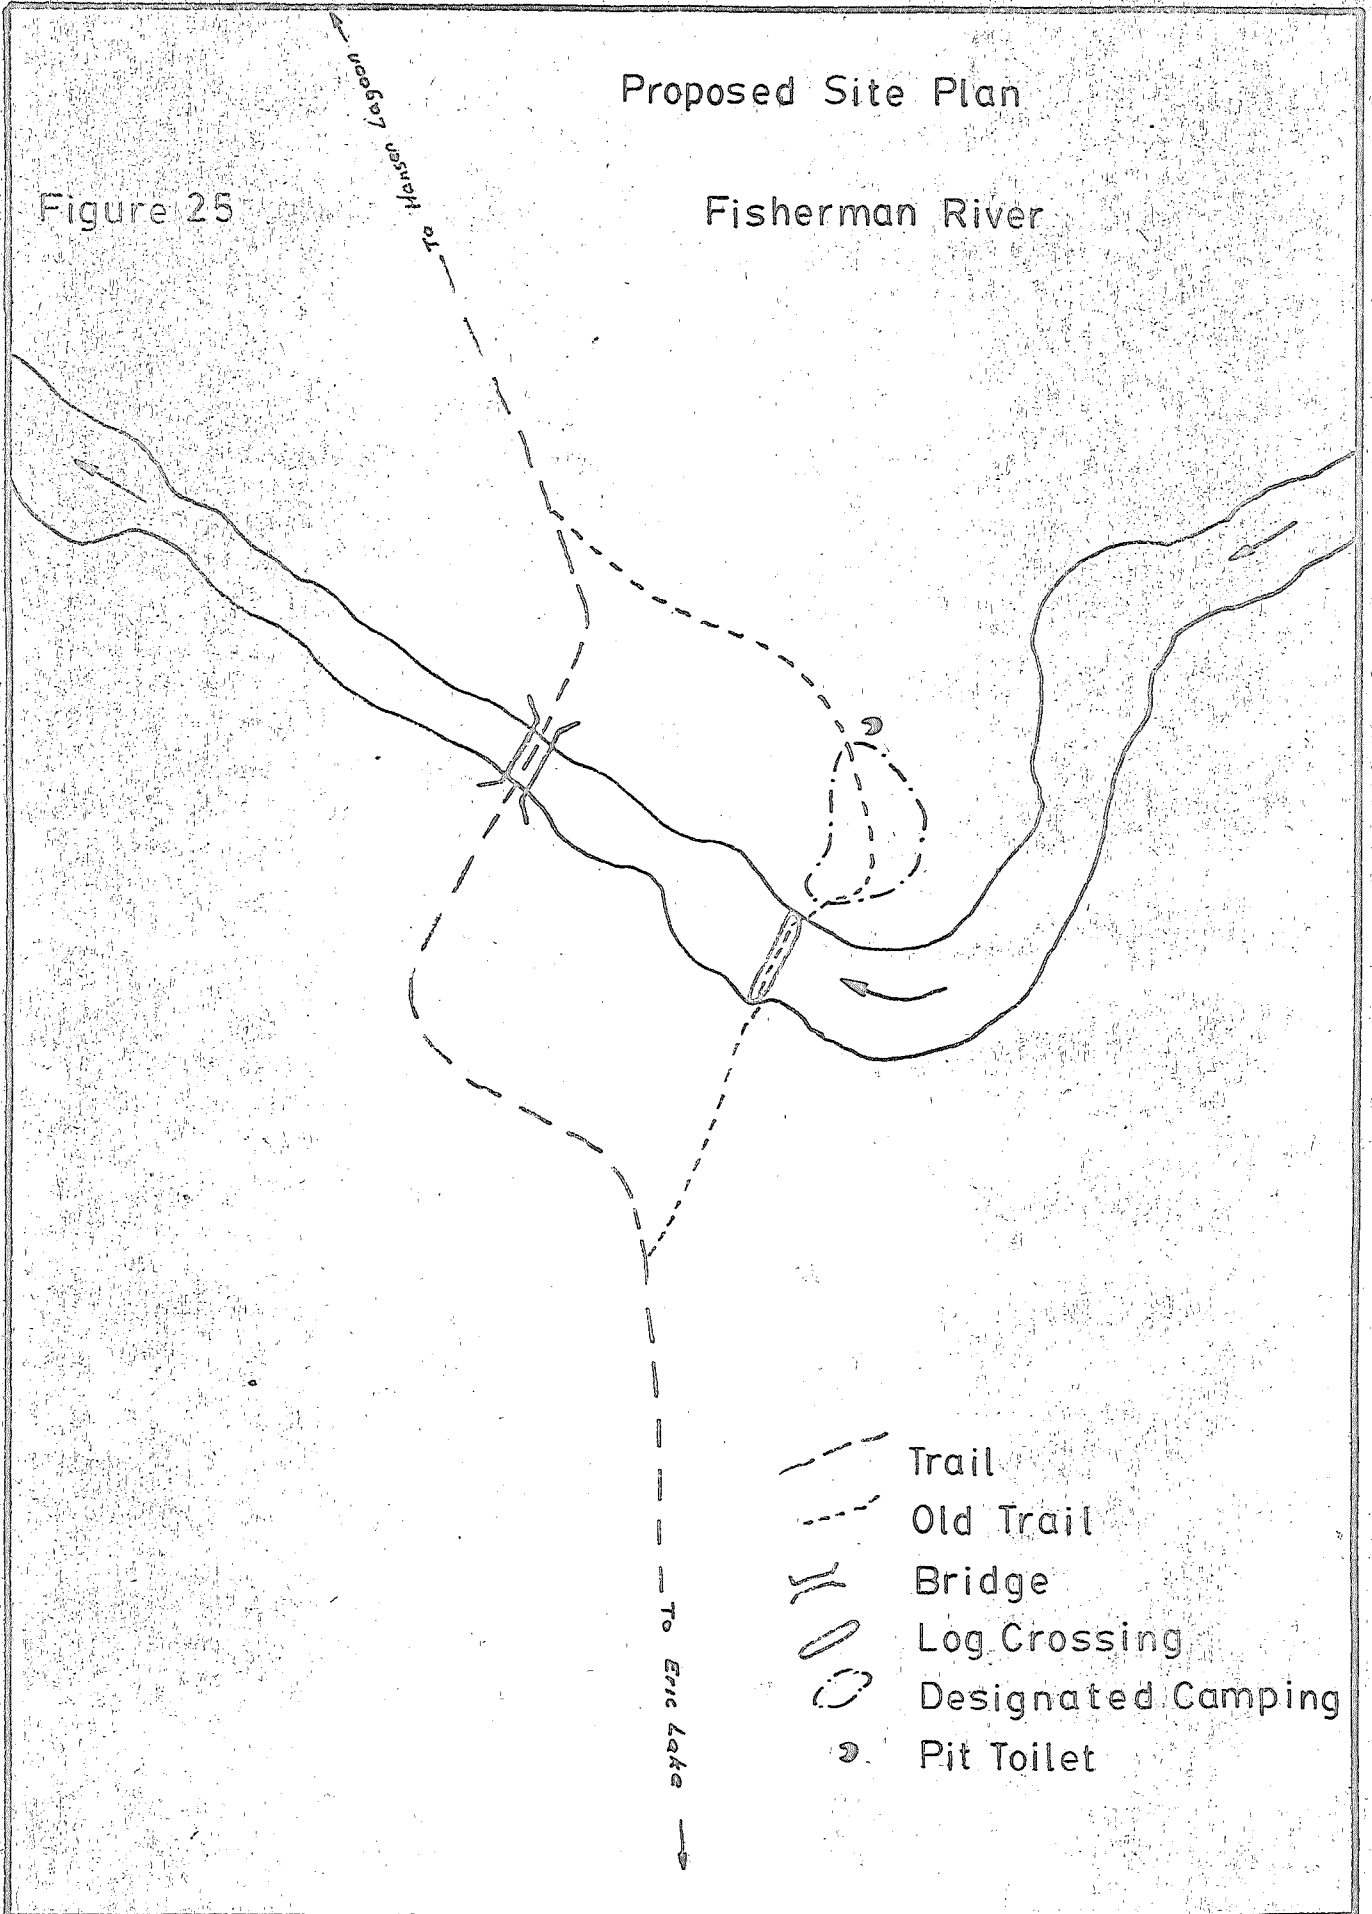 Proposed Site Plan
Figure 25
Fisherman River
To Hansen Lagoon
Trail
Old Trail
Bridge
Log Crossing
Designated Camping
Pit Toilet
To Eric Lake